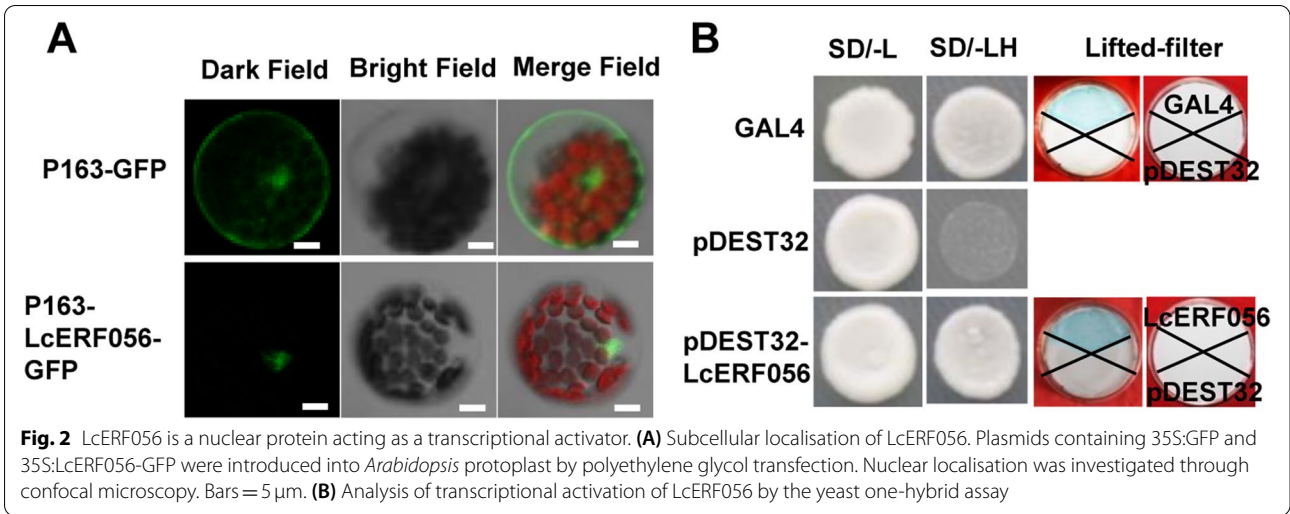 A
Dark Field Bright Field Merge Field
P163-GFP
P163-
LcERF056-
GFP
B
SD/-L SD/-LH Lifted-filter
GAL4
GAL4
pDEST32
pDEST32
pDEST32-
LcERF056
LcERF056
pDEST32
Fig. 2 LcERF056 is a nuclear protein acting as a transcriptional activator. (A) Subcellular localisation of LcERF056. Plasmids containing 35S:GFP and
35S:LcERF056-GFP were introduced into Arabidopsis protoplast by polyethylene glycol transfection. Nuclear localisation was investigated through
confocal microscopy. Bars = 5 μm. (B) Analysis of transcriptional activation of LcERF056 by the yeast one-hybrid assay